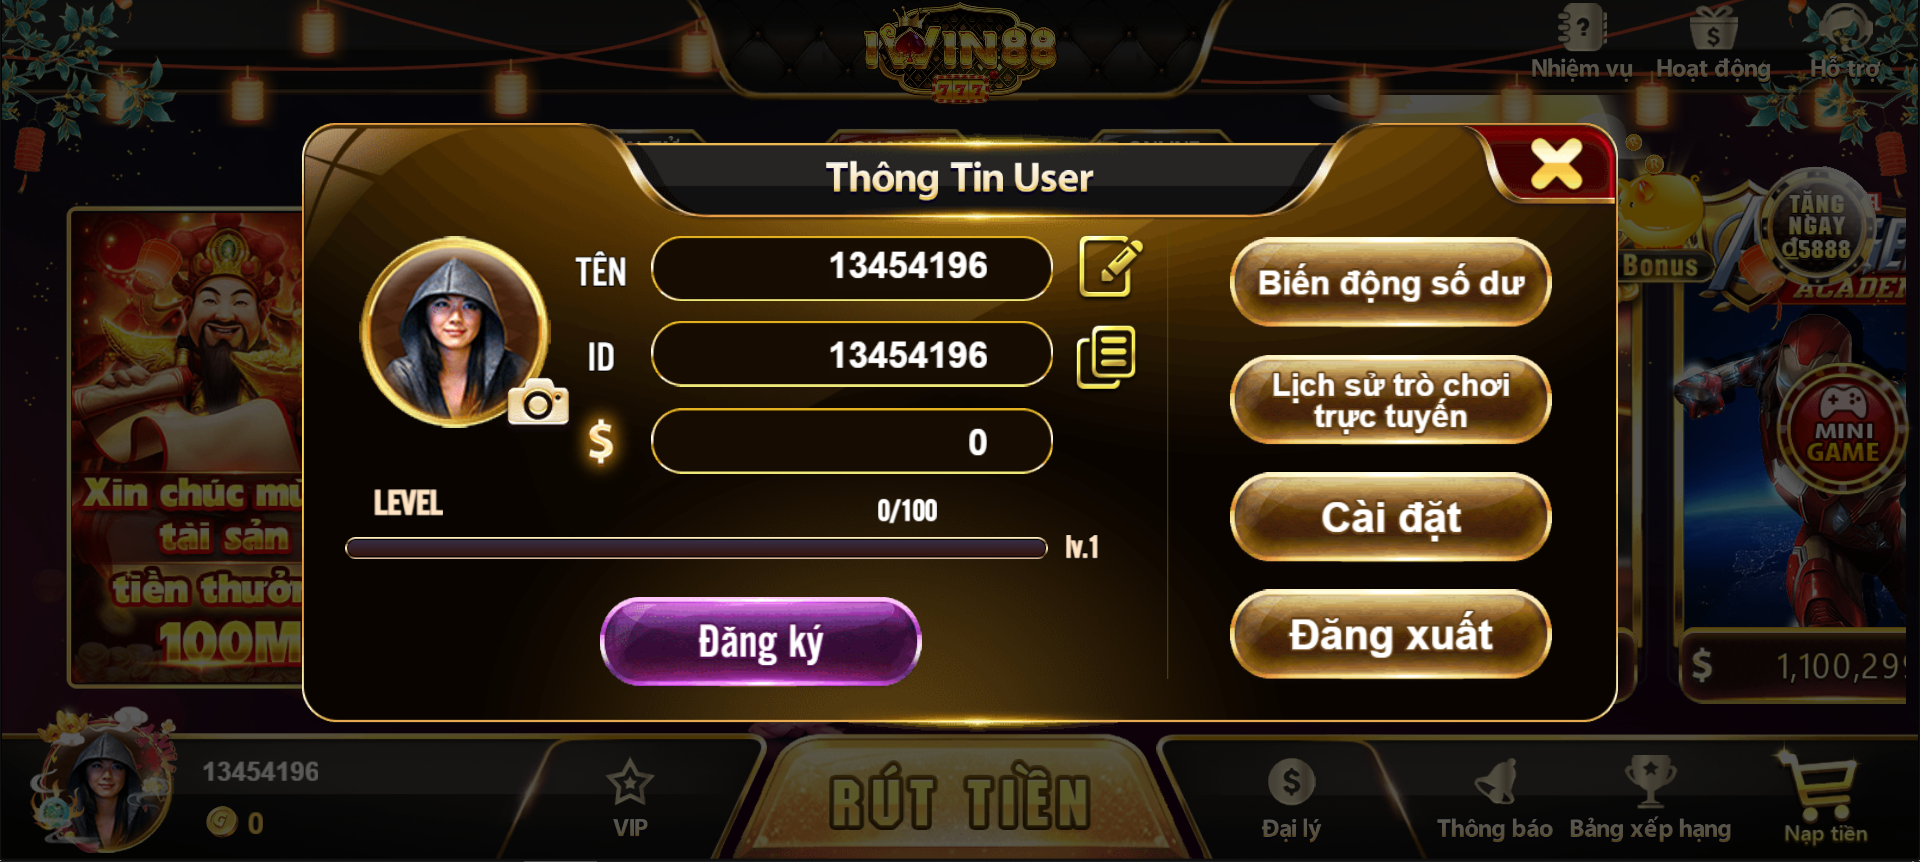 IWIN88
777
Nhiệm vụ
Hoạt động
Hỗ trợ
Thông Tin User
TÊN
13454196
ID
13454196
$
0
LEVEL
0/100
lv.1
Đăng ký
Biến động số dư
Lịch sử trò chơi
trực tuyến
Cài đặt
Đăng xuất
TẶNG
NGAY
đ5888
Bonus
MINI
GAME
$
Xin chúc
tài sản
tiền
100M
13454196
0
VIP
RÚT TIỀN
Đại lý
Thông báo
Bảng xếp hạng
Nạp tiền